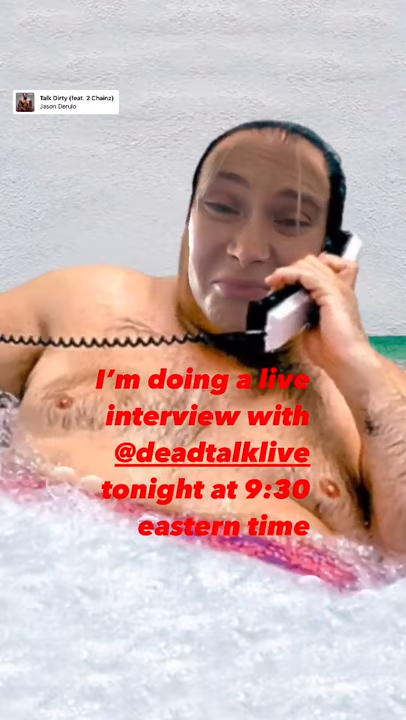 Talk Dirty (feat. 2 Chainz)
Jason Derulo
I’m doing a live
interview with
@deadtalklive
tonight at 9:30
eastern time